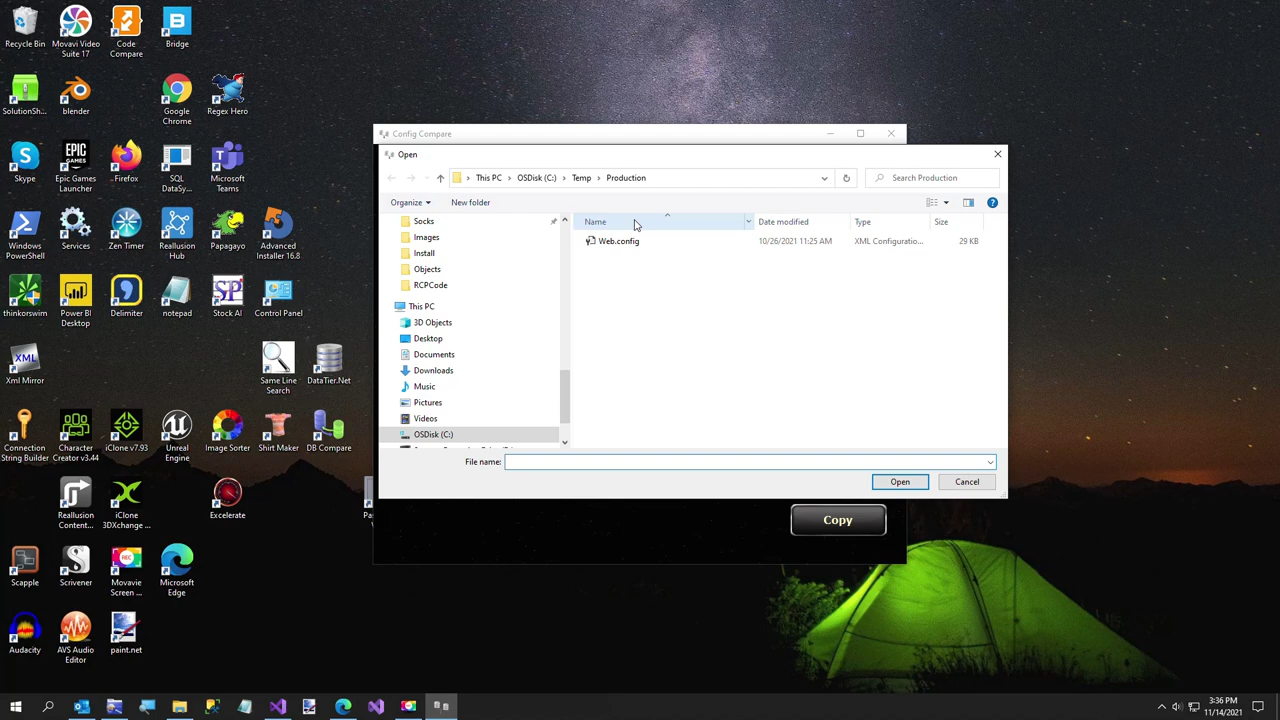 Recycle Bin
Movavi Video
Suite 17
Code
Compare
Bridge
SolutionSh...
blender
Google
Chrome
Regex Hero
Skype
Epic Games
Launcher
Firefox
SQL
DataSy...
Microsoft
Teams
Windows
PowerShell
Services
Zen Timer
Reallusion
Hub
Papagayo
Advanced
Installer 16.8
thinkorswim
Power BI
Desktop
Delimiter
notepad
Stock AI
Control Panel
XML
Xml Mirror
Same Line
Search
DataTier.Net
Connection
String Builder
Character
Creator v3.44
iClone v7.93
Unreal
Engine
Image Sorter
Shirt Maker
DB Compare
Reallusion
Content...
iClone
3DXchange ...
Excelerate
Scapple
Scrivener
REC
Movavie
Screen ...
Microsoft
Edge
Audacity
AVS Audio
Editor
paint.net
Config Compare
Open
This PC > OSDisk (C:) > Temp > Production
Search Production
Organize
New folder
Socks
Images
Install
Objects
RCPCode
This PC
3D Objects
Desktop
Documents
Downloads
Music
Pictures
Videos
OSDisk (C:)
Name
Date modified
Type
Size
Web.config
10/26/2021 11:25 AM
XML Configuratio...
29 KB
File name:
Open
Cancel
Copy
3:36 PM
11/14/2021